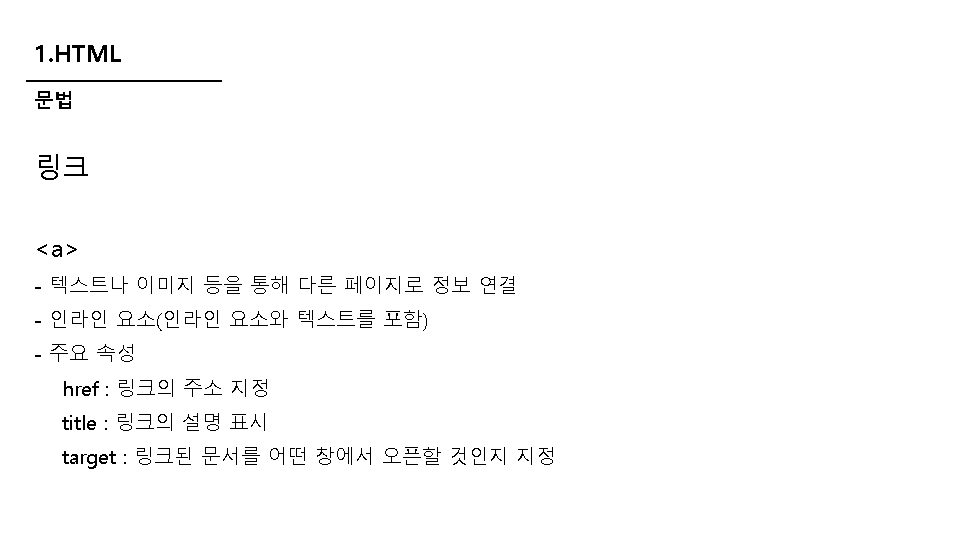 1.HTML
문법
링크
<a>
- 텍스트나 이미지 등을 통해 다른 페이지로 정보 연결
- 인라인 요소(인라인 요소와 텍스트를 포함)
- 주요 속성
href : 링크의 주소 지정
title : 링크의 설명 표시
target : 링크된 문서를 어떤 창에서 오픈할 것인지 지정